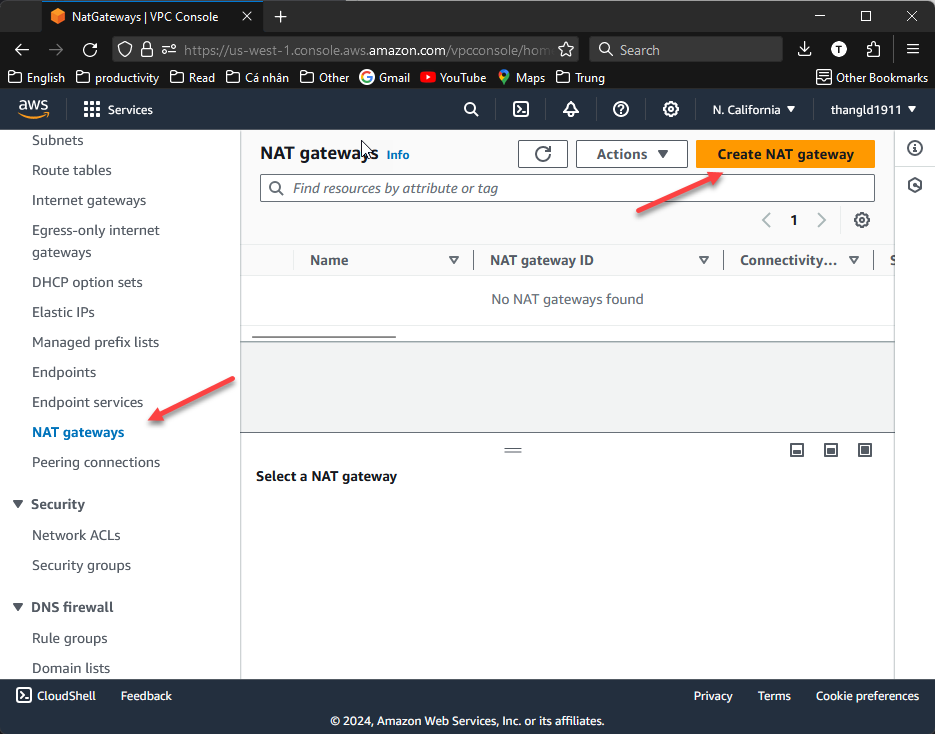 NatGateways | VPC Console
https://us-west-1.console.aws.amazon.com/vpcconsole/hom
Search
English
productivity
Read
Cá nhân
Other
Gmail
YouTube
Maps
Trung
Other Bookmarks
aws
Services
N. California
thangld1911
Subnets
Route tables
Internet gateways
Egress-only internet
gateways
DHCP option sets
Elastic IPs
Managed prefix lists
Endpoints
Endpoint services
NAT gateways
Peering connections
Security
Network ACLs
Security groups
DNS firewall
Rule groups
Domain lists
NAT gateways Info
Actions
Create NAT gateway
Find resources by attribute or tag
1
Name
NAT gateway ID
Connectivity...
No NAT gateways found
Select a NAT gateway
CloudShell
Feedback
Privacy
Terms
Cookie preferences
© 2024, Amazon Web Services, Inc. or its affiliates.